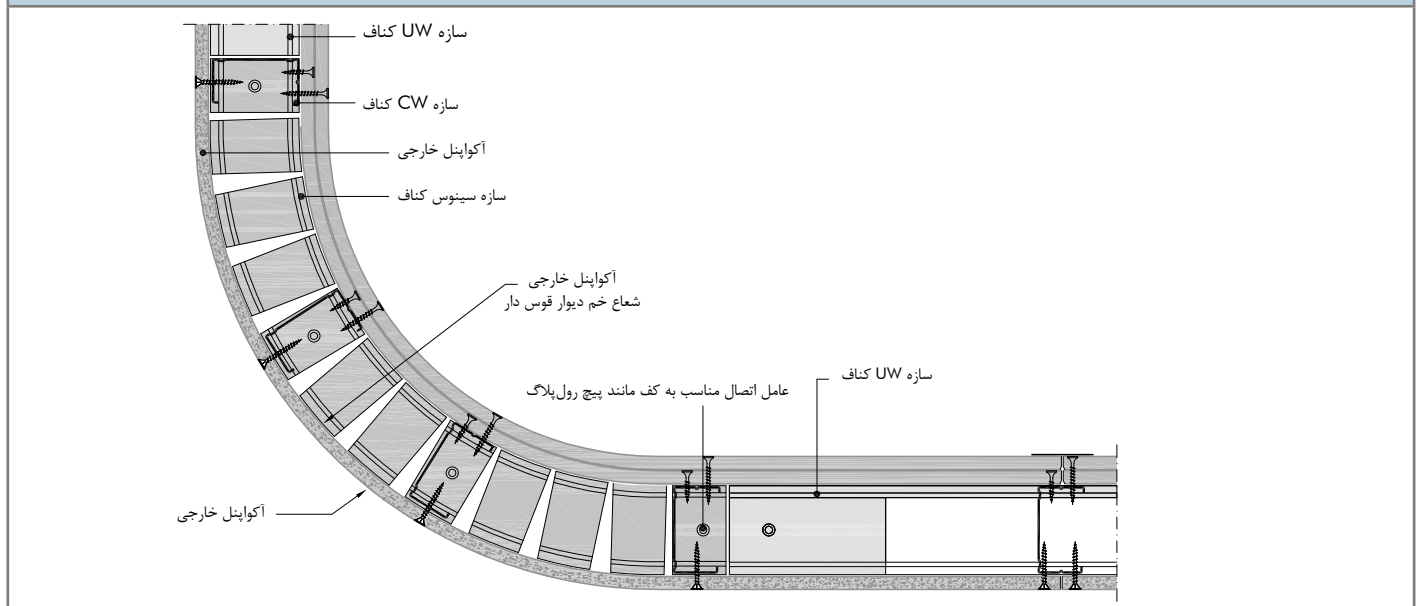 سازه UW کناف
سازه CW کناف
آکواپنل خارجی
سازه سینوس کناف
آکواپنل خارجی
شعاع خم دیوار قوس دار
سازه UW کناف
عامل اتصال مناسب به کف مانند پیچ رول‌پلاگ
آکواپنل خارجی